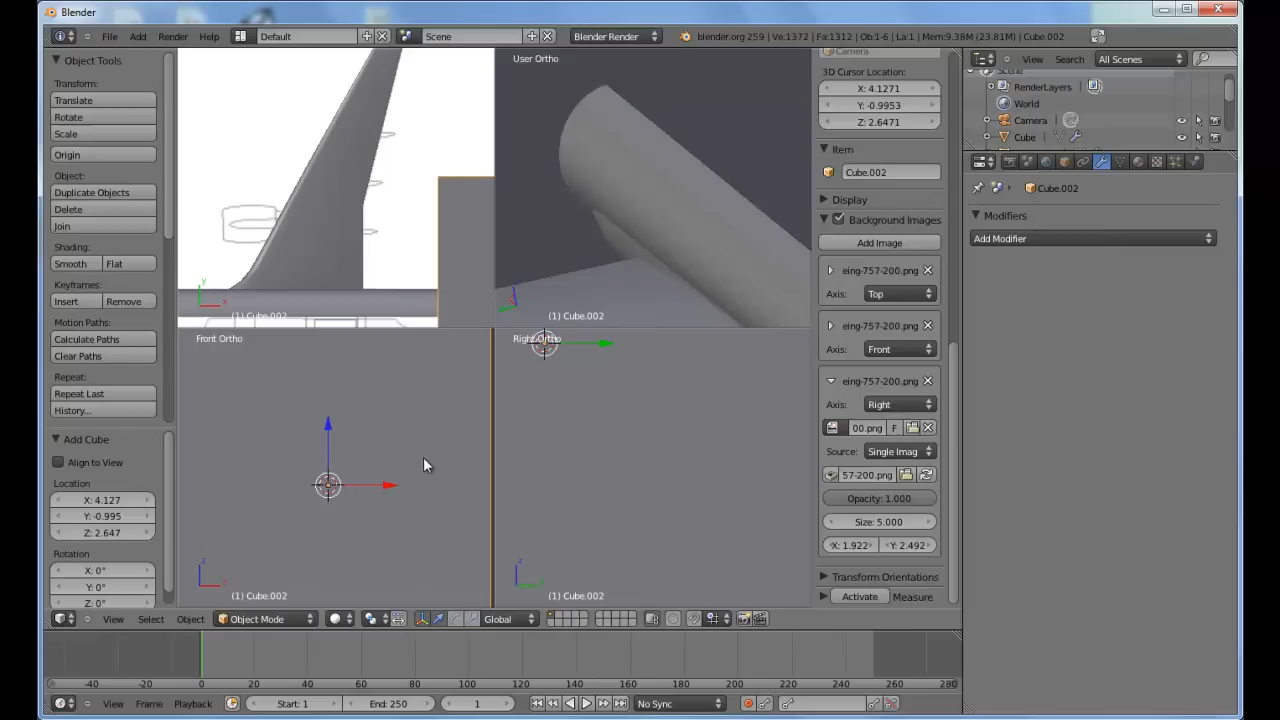 Blender
File Add Render Help Default Scene Blender Render blender.org 259 | Ve:1372 | Fa:1312 | Ob:1-6 | La:1 | Mem:9.38M (23.81M) | Cube.002
Object Tools
Transform:
Translate
Rotate
Scale
Origin
Object:
Duplicate Objects
Delete
Join
Shading:
Smooth Flat
Keyframes:
Insert Remove
Motion Paths:
Calculate Paths
Clear Paths
Repeat:
Repeat Last
History...
Add Cube
Align to View
Location
X: 4.127
Y: -0.995
Z: 2.647
Rotation
X: 0°
Y: 0°
Z: 0°
y
x
(1) Cube.002
User Ortho
(1) Cube.002
Front Ortho
z
(1) Cube.002
Right Ortho
z
(1) Cube.002
Camera
3D Cursor Location:
X: 4.1271
Y: -0.9953
Z: 2.6471
Item
Cube.002
Display
Background Images
Add Image
eing-757-200.png
Axis: Top
eing-757-200.png
Axis: Front
eing-757-200.png
Axis: Right
00.png F
Source: Single Imag
57-200.png
Opacity: 1.000
Size: 5.000
X: 1.922 Y: 2.492
Transform Orientations
Activate Measure
View Search All Scenes
Scene
RenderLayers
World
Camera
Cube
Cube.002
Modifiers
Add Modifier
View Select Object Object Mode Global
-40 -20 0 20 40 60 80 100 120 140 160 180 200 220 240 260 280
View Frame Playback Start: 1 End: 250 1 No Sync